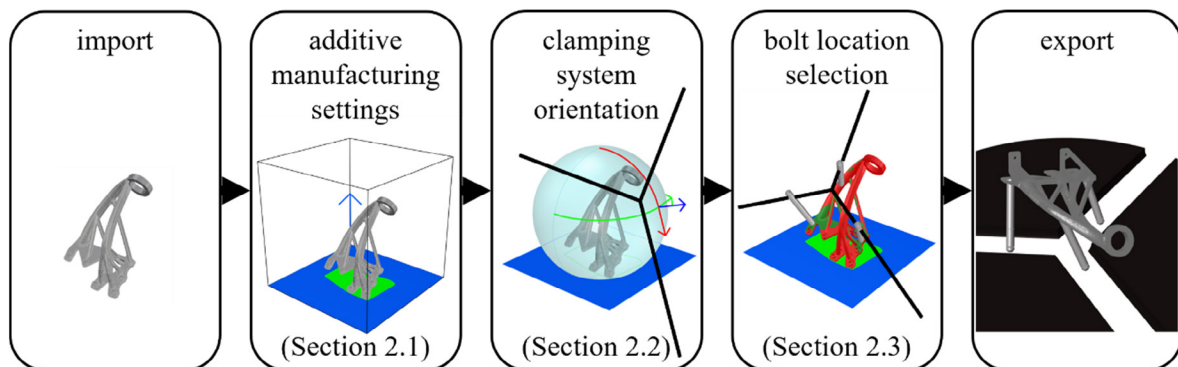 import
additive
manufacturing
settings
(Section 2.1)
clamping
system
orientation
(Section 2.2)
bolt location
selection
(Section 2.3)
export